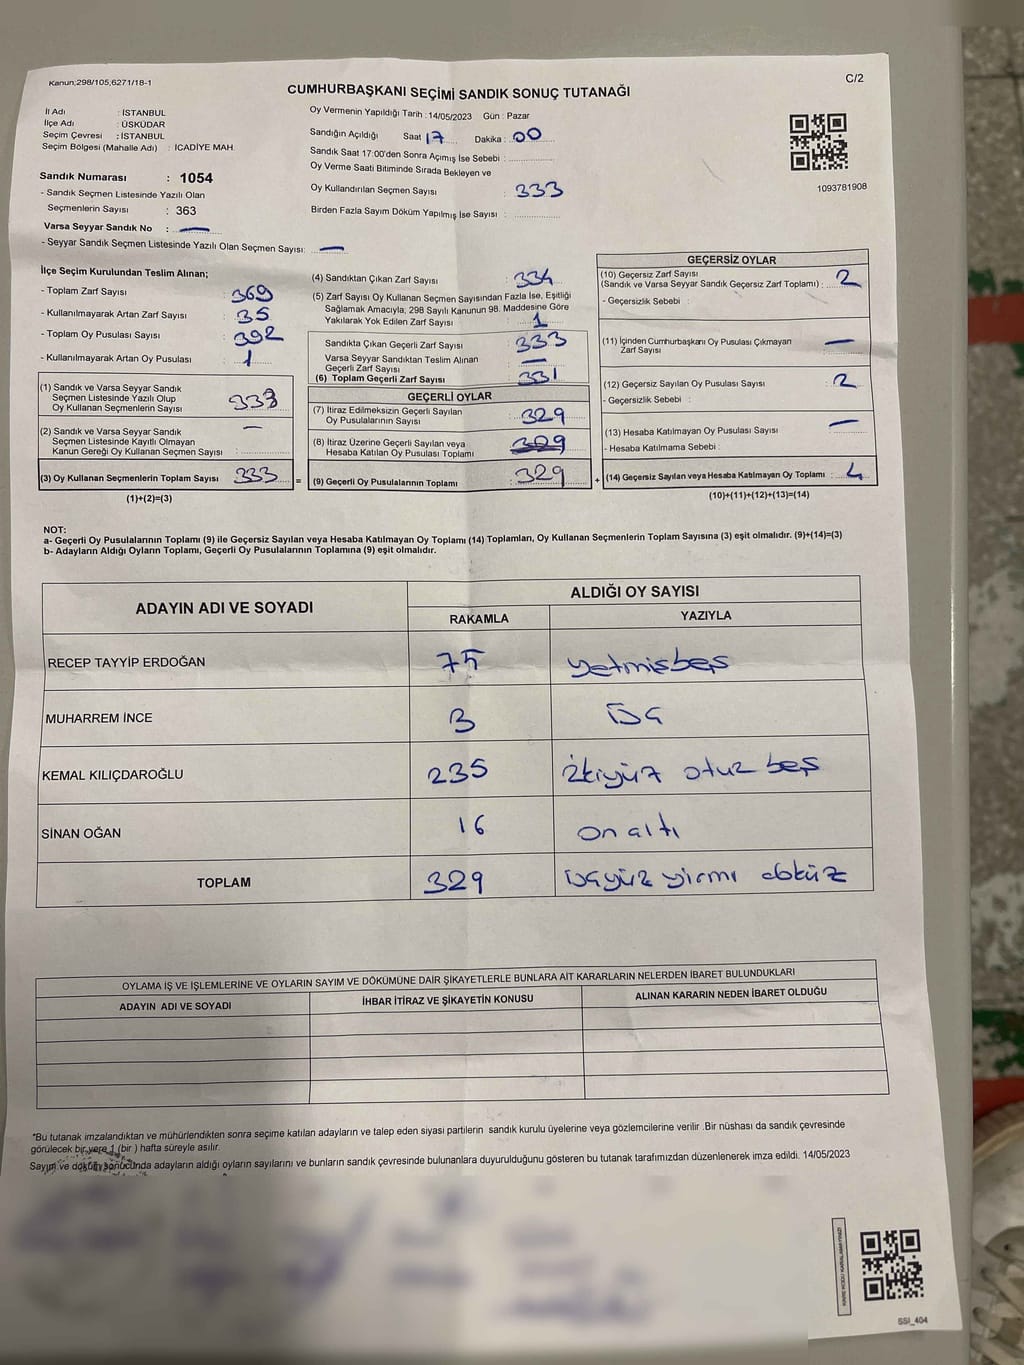 Kanun;298/105,6271/18-1
C/2
CUMHURBAŞKANI SEÇİMİ SANDIK SONUÇ TUTANAĞI
İl Adı : İSTANBUL
İlçe Adı : ÜSKÜDAR
Seçim Çevresi : İSTANBUL
Seçim Bölgesi (Mahalle Adı) : ICADİYE MAH.
Sandık Numarası : 1054
- Sandık Seçmen Listesinde Yazılı Olan
Seçmenlerin Sayısı : 363
Varsa Seyyar Sandık No : —
- Seyyar Sandık Seçmen Listesinde Yazılı Olan Seçmen Sayısı: —
Oy Vermenin Yapıldığı Tarih : 14/05/2023 Gün : Pazar
Sandığın Açıldığı Saat 17 Dakika : 00
Sandık Saat 17:00'den Sonra Açımış İse Sebebi :
Oy Verme Saati Bitiminde Sırada Bekleyen ve
Oy Kullandırılan Seçmen Sayısı : 333
Birden Fazla Sayım Döküm Yapılmış İse Sayısı :
1093781908
İlçe Seçim Kurulundan Teslim Alınan;
- Toplam Zarf Sayısı : 369
- Kullanılmayarak Artan Zarf Sayısı : 35
- Toplam Oy Pusulası Sayısı : 392
- Kullanılmayarak Artan Oy Pusulası : 1
(1) Sandık ve Varsa Seyyar Sandık
Seçmen Listesinde Yazılı Olup
Oy Kullanan Seçmenlerin Sayısı : 333
(2) Sandık ve Varsa Seyyar Sandık
Seçmen Listesinde Kayıtlı Olmayan
Kanun Gereği Oy Kullanan Seçmen Sayısı : —
(3) Oy Kullanan Seçmenlerin Toplam Sayısı : 333
(1)+(2)=(3)
(4) Sandıktan Çıkan Zarf Sayısı : 334
(5) Zarf Sayısı Oy Kullanan Seçmen Sayısından Fazla İse, Eşitliği
Sağlamak Amacıyla; 298 Sayılı Kanunun 98. Maddesine Göre
Yakılarak Yok Edilen Zarf Sayısı : 1
Sandıkta Çıkan Geçerli Zarf Sayısı : 333
Varsa Seyyar Sandıktan Teslim Alınan
Geçerli Zarf Sayısı : —
(6) Toplam Geçerli Zarf Sayısı : 331
GEÇERLİ OYLAR
(7) İtiraz Edilmeksizin Geçerli Sayılan
Oy Pusulalarının Sayısı : 329
(8) İtiraz Üzerine Geçerli Sayılan veya
Hesaba Katılan Oy Pusulası Toplamı : 329
= (9) Geçerli Oy Pusulalarının Toplamı : 329
GEÇERSİZ OYLAR
(10) Geçersiz Zarf Sayısı
(Sandık ve Varsa Seyyar Sandık Geçersiz Zarf Toplamı) : 2
- Geçersizlik Sebebi :
(11) İçinden Cumhurbaşkanı Oy Pusulası Çıkmayan
Zarf Sayısı : —
(12) Geçersiz Sayılan Oy Pusulası Sayısı : 2
- Geçersizlik Sebebi :
(13) Hesaba Katılmayan Oy Pusulası Sayısı : —
- Hesaba Katılmama Sebebi :
+ (14) Geçersiz Sayılan veya Hesaba Katılmayan Oy Toplamı : 4
(10)+(11)+(12)+(13)=(14)
NOT:
a- Geçerli Oy Pusulalarının Toplamı (9) ile Geçersiz Sayılan veya Hesaba Katılmayan Oy Toplamı (14) Toplamları, Oy Kullanan Seçmenlerin Toplam Sayısına (3) eşit olmalıdır. (9)+(14)=(3)
b- Adayların Aldığı Oyların Toplamı, Geçerli Oy Pusulalarının Toplamına (9) eşit olmalıdır.
ADAYIN ADI VE SOYADI
ALDIĞI OY SAYISI
RAKAMLA YAZIYLA
RECEP TAYYİP ERDOĞAN 75 yetmişbeş
MUHARREM İNCE 3 üç
KEMAL KILIÇDAROĞLU 235 ikiyüz otuz beş
SİNAN OĞAN 16 on altı
TOPLAM 329 üçyüz yirmi dokuz
OYLAMA İŞ VE İŞLEMLERİNE VE OYLARIN SAYIM VE DÖKÜMÜNE DAİR ŞİKAYETLERLE BUNLARA AİT KARARLARIN NELERDEN İBARET BULUNDUKLARI
ADAYIN ADI VE SOYADI İHBAR İTİRAZ VE ŞİKAYETİN KONUSU ALINAN KARARIN NEDEN İBARET OLDUĞU
"Bu tutanak imzalandıktan ve mühürlendikten sonra seçime katılan adayların ve talep eden siyasi partilerin sandık kurulu üyelerine veya gözlemcilerine verilir .Bir nüshası da sandık çevresinde
görülecek bir yere 1 (bir ) hafta süreyle asılır.
Sayım ve döküm sonucunda adayların aldığı oyların sayılarını ve bunların sandık çevresinde bulunanlara duyurulduğunu gösteren bu tutanak tarafımızdan düzenlenerek imza edildi. 14/05/2023
SSI_404